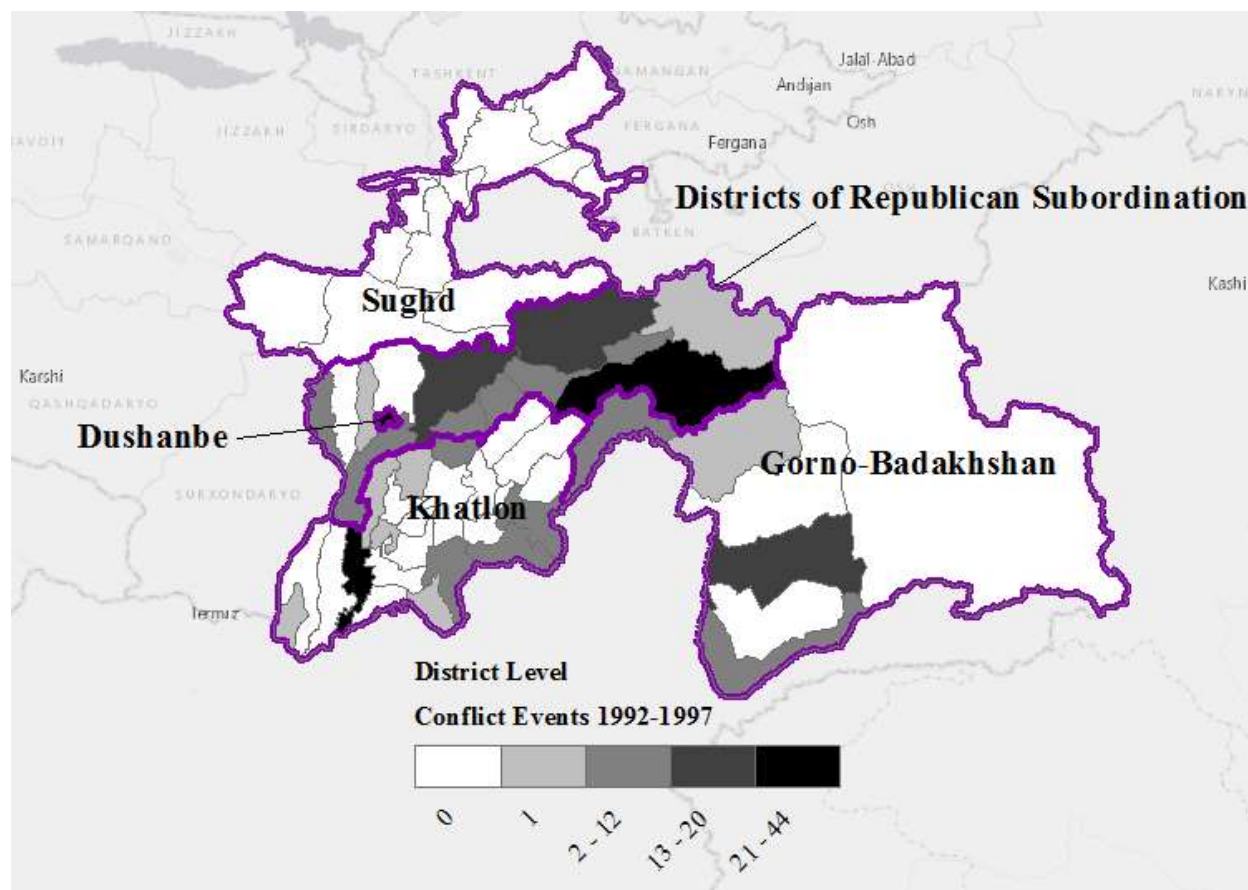 JIZZAKH
TASHKENT
NAMANGAN
Jalal-Abad
Andijan
NARYN
JIZZAKH
SIRDARYO
FERGANA
Osh
NAVOIY
Fergana
Districts of Republican Subordination
BATKEN
SAMARQAND
Kashi
Sughd
Karshi
QASHQADARYO
Dushanbe
Gorno-Badakhshan
SURXONDARYO
Khatlon
Termiz
District Level
Conflict Events 1992-1997
0
1
2 - 12
13 - 20
21 - 44